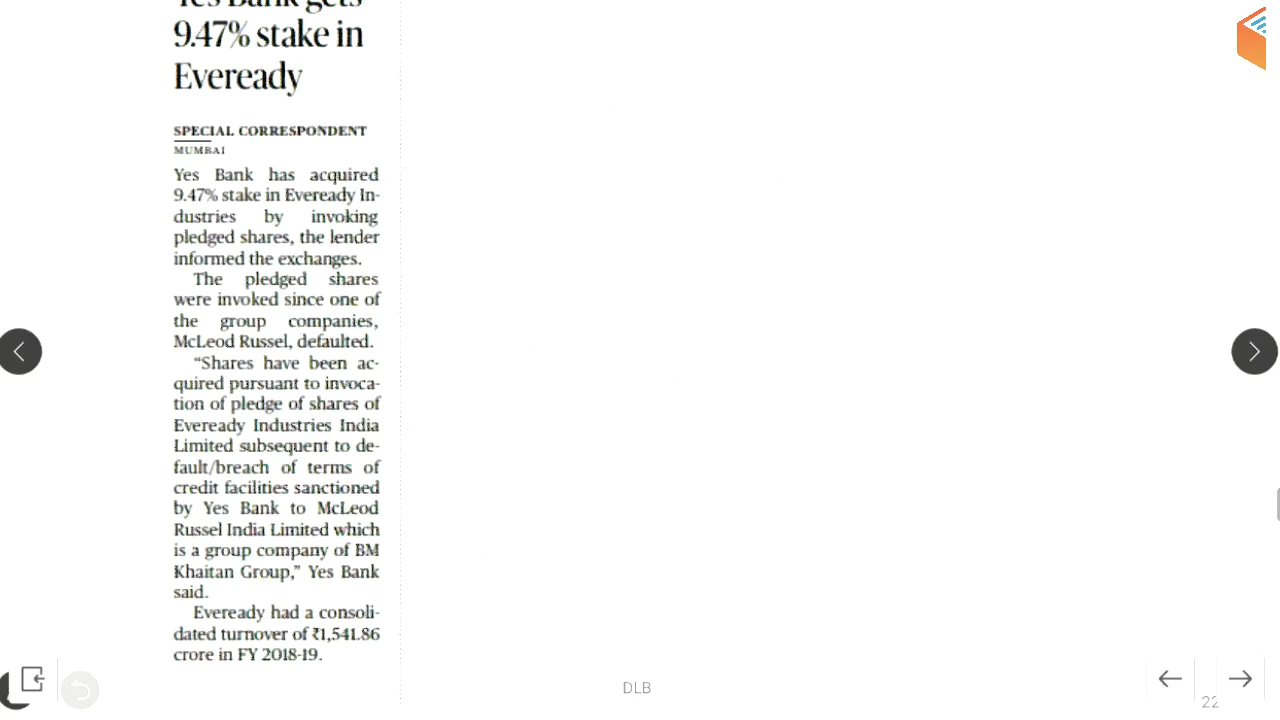 Yes Bank gets
9.47% stake in
Eveready
SPECIAL CORRESPONDENT
MUMBAI
Yes Bank has acquired
9.47% stake in Eveready In-
dustries by invoking
pledged shares, the lender
informed the exchanges.
The pledged shares
were invoked since one of
the group companies,
McLeod Russel, defaulted.
“Shares have been ac-
quired pursuant to invoca-
tion of pledge of shares of
Eveready Industries India
Limited subsequent to de-
fault/breach of terms of
credit facilities sanctioned
by Yes Bank to McLeod
Russel India Limited which
is a group company of BM
Khaitan Group,” Yes Bank
said.
Eveready had a consoli-
dated turnover of ₹1,541.86
crore in FY 2018-19.
DLB
22